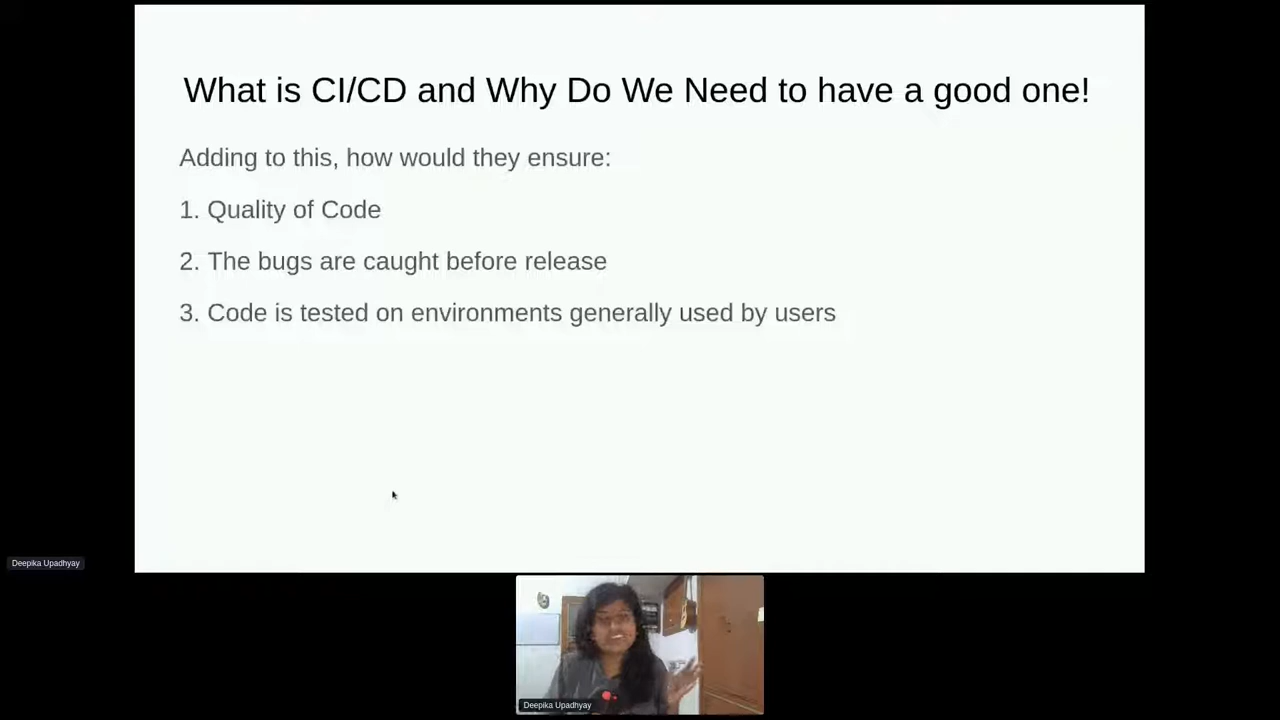 What is CI/CD and Why Do We Need to have a good one!
Adding to this, how would they ensure:
1. Quality of Code
2. The bugs are caught before release
3. Code is tested on environments generally used by users
Deepika Upadhyay
Deepika Upadhyay